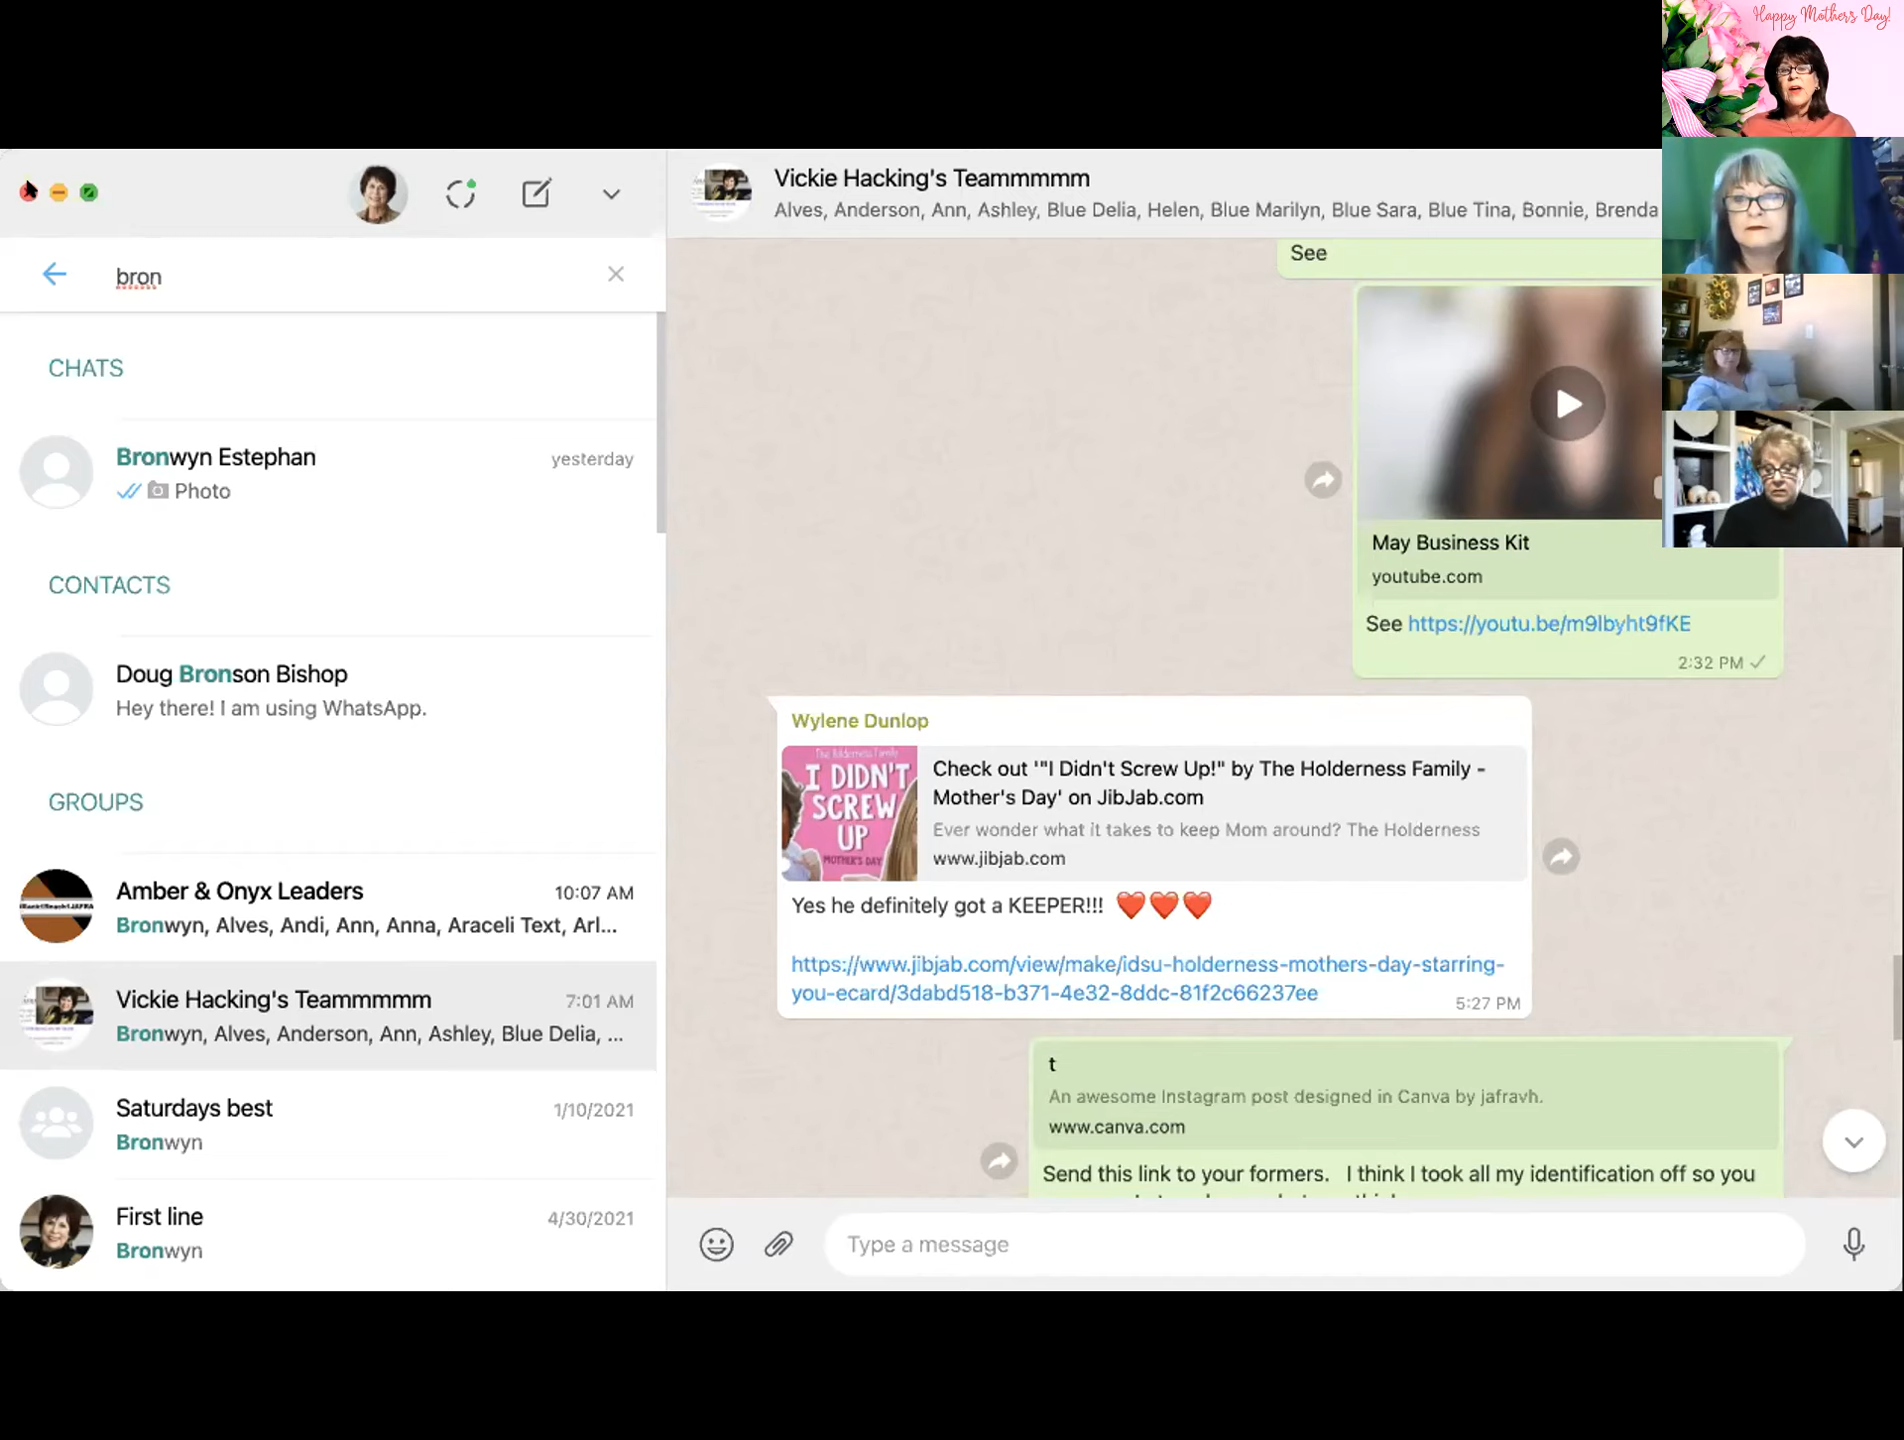 Happy Mother's Day!
Vickie Hacking's Teammmmm
Alves, Anderson, Ann, Ashley, Blue Delia, Helen, Blue Marilyn, Blue Sara, Blue Tina, Bonnie, Brenda
bron
CHATS
Bronwyn Estephan
yesterday
Photo
CONTACTS
Doug Bronson Bishop
Hey there! I am using WhatsApp.
GROUPS
Amber & Onyx Leaders
10:07 AM
Bronwyn, Alves, Andi, Ann, Anna, Araceli Text, Arl...
Vickie Hacking's Teammmmm
7:01 AM
Bronwyn, Alves, Anderson, Ann, Ashley, Blue Delia, ...
Saturdays best
1/10/2021
Bronwyn
First line
4/30/2021
Bronwyn
See
May Business Kit
youtube.com
See https://youtu.be/m9lbyht9fKE
2:32 PM
Wylene Dunlop
The Holderness Family
I DIDN'T
SCREW
UP
MOTHER'S DAY
Check out '"I Didn't Screw Up!" by The Holderness Family -
Mother's Day' on JibJab.com
Ever wonder what it takes to keep Mom around? The Holderness
www.jibjab.com
Yes he definitely got a KEEPER!!! ❤️❤️❤️
https://www.jibjab.com/view/make/idsu-holderness-mothers-day-starring-
you-ecard/3dabd518-b371-4e32-8ddc-81f2c66237ee
5:27 PM
t
An awesome Instagram post designed in Canva by jafravh.
www.canva.com
Send this link to your formers. I think I took all my identification off so you
Type a message